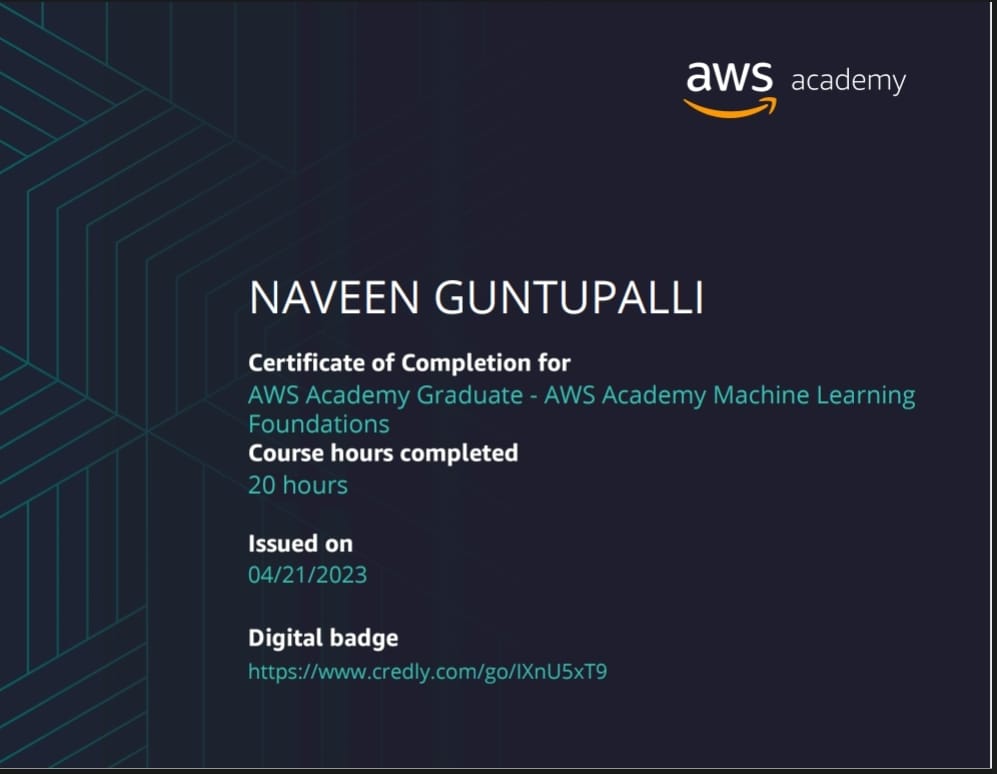 aws academy
NAVEEN GUNTUPALLI
Certificate of Completion for
AWS Academy Graduate - AWS Academy Machine Learning
Foundations
Course hours completed
20 hours
Issued on
04/21/2023
Digital badge
https://www.credly.com/go/lXnU5xT9